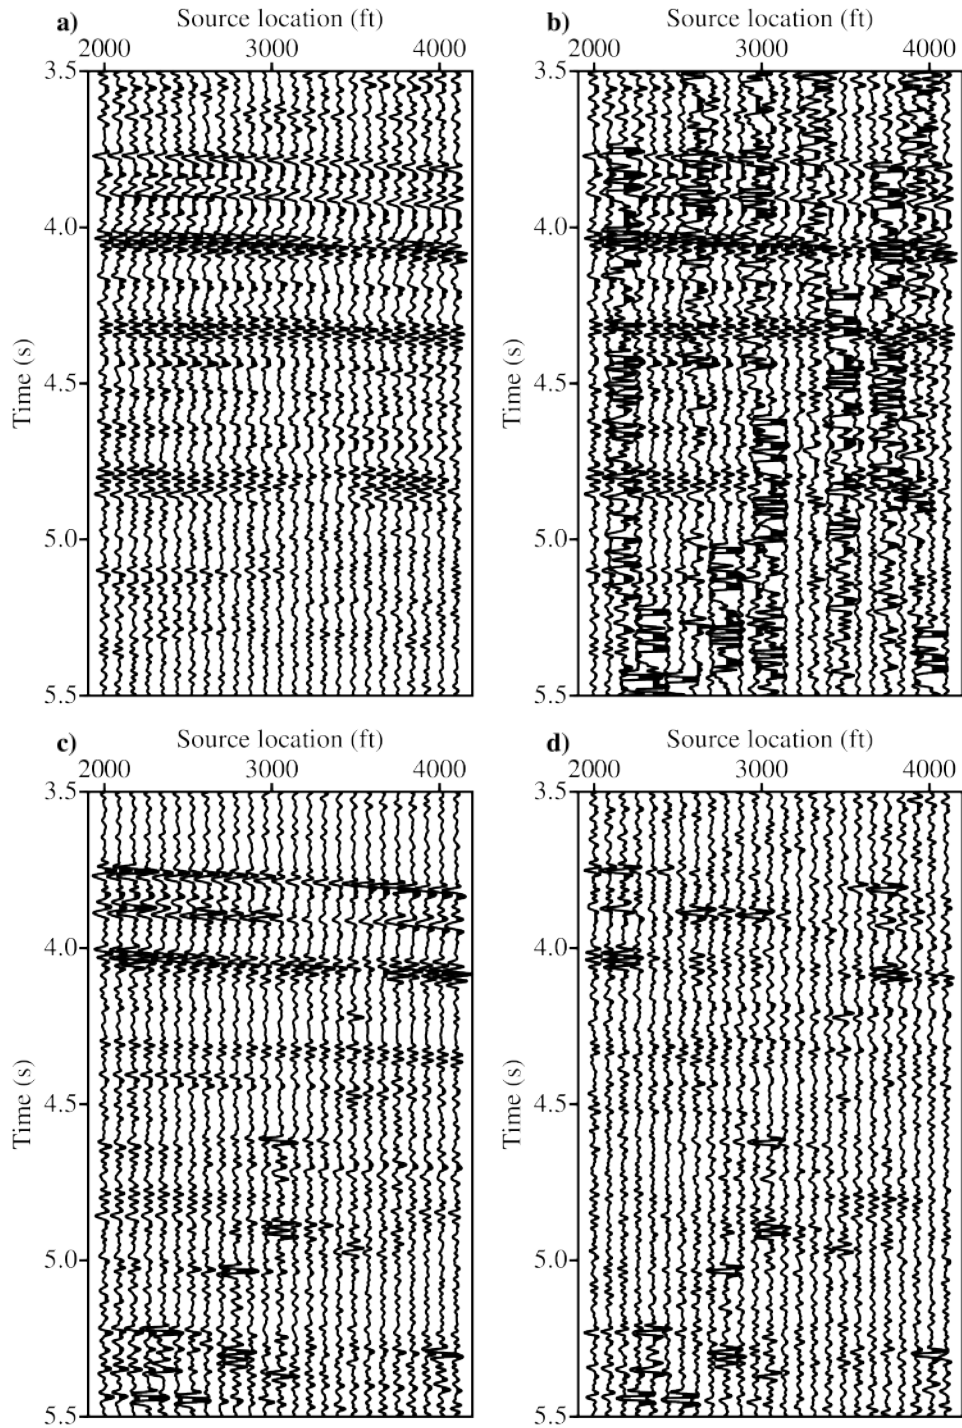 a) Source location (ft)
2000 3000 4000
3.5
4.0
4.5
5.0
5.5
Time (s)
b) Source location (ft)
2000 3000 4000
3.5
4.0
4.5
5.0
5.5
Time (s)
c) Source location (ft)
2000 3000 4000
3.5
4.0
4.5
5.0
5.5
Time (s)
d) Source location (ft)
2000 3000 4000
3.5
4.0
4.5
5.0
5.5
Time (s)